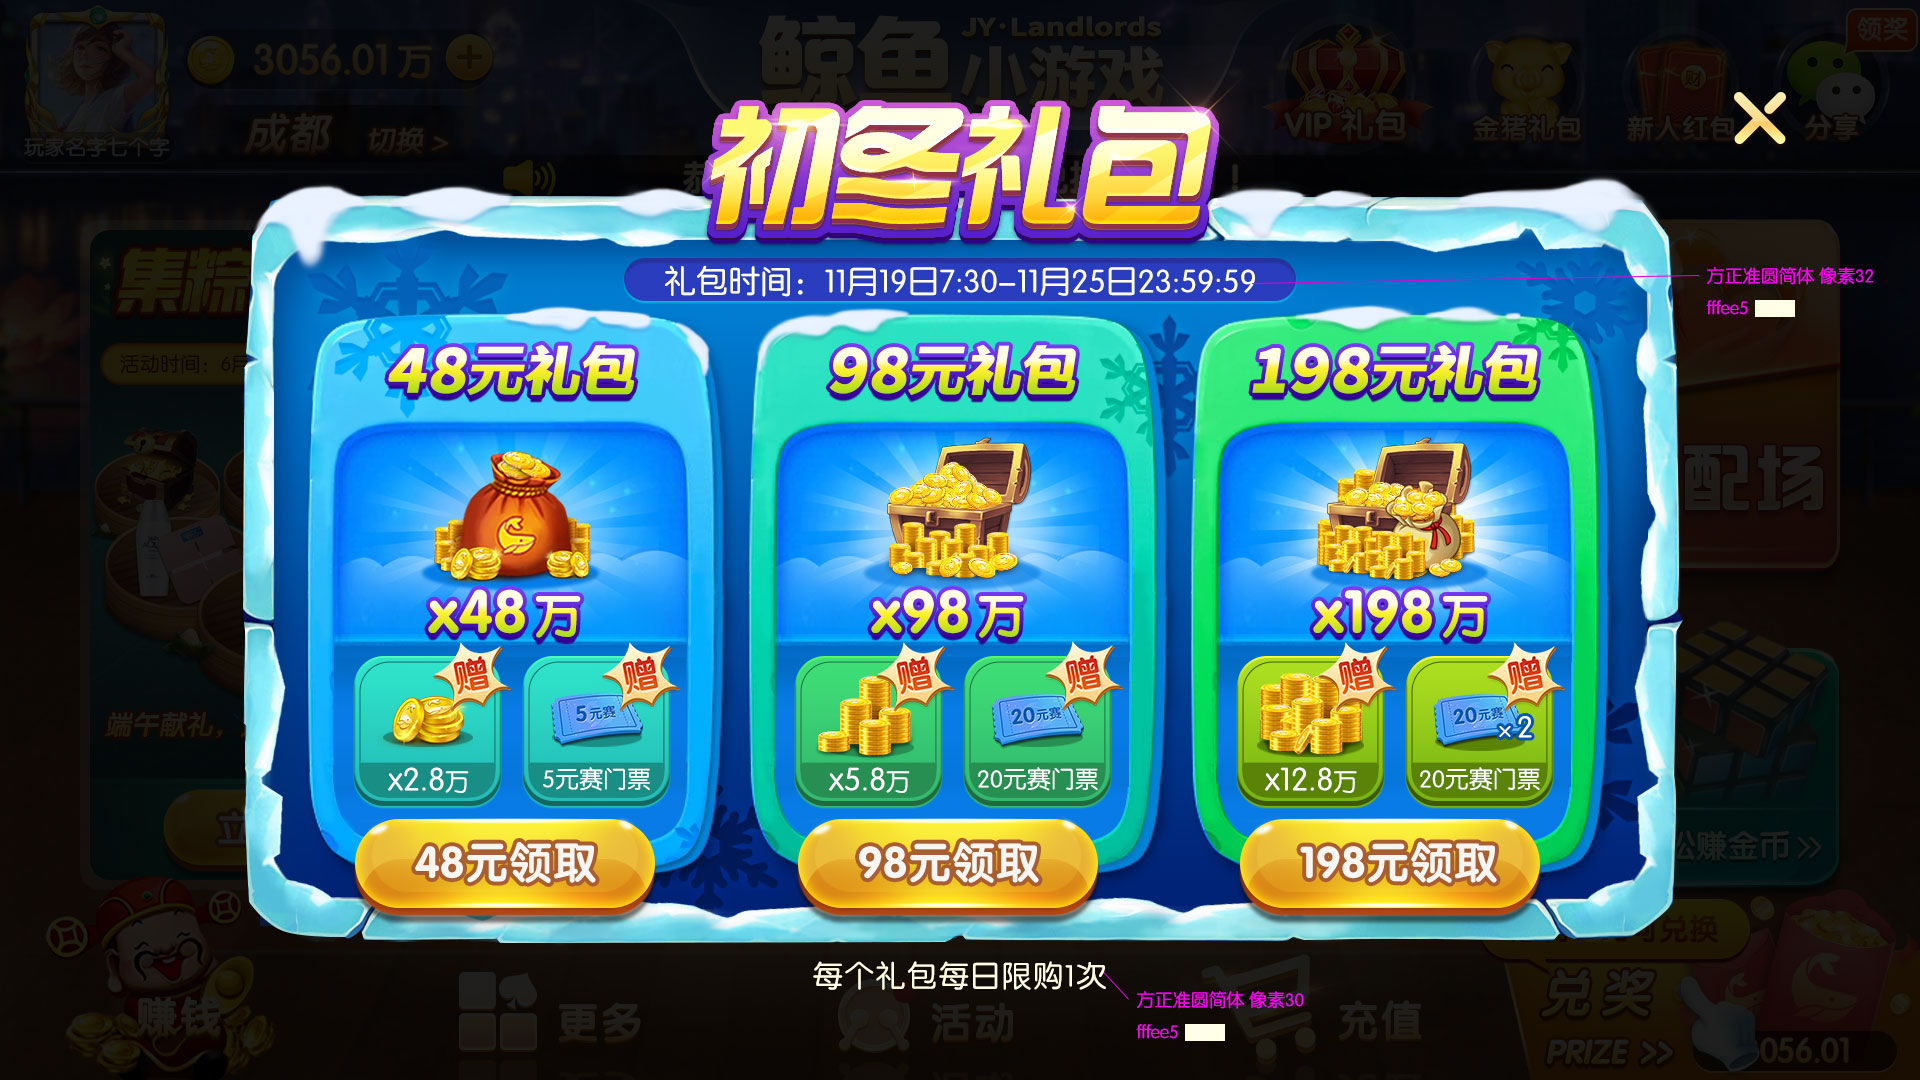 3056.01万
鲸鱼
JY·Landlords
小游戏
领奖
玩家名字七个字
成都 切换 >
VIP 礼包
金猪礼包
新人红包
分享
初冬礼包
礼包时间：11月19日7:30-11月25日23:59:59
方正准圆简体 像素32
fffee5
集粽
活动时间：6月
48元礼包
x48万
赠
x2.8万
赠
5元赛
5元赛门票
48元领取
98元礼包
x98万
赠
x5.8万
赠
20元赛
20元赛门票
98元领取
198元礼包
x198万
赠
x12.8万
赠
20元赛
x2
20元赛门票
198元领取
配场
端午献礼，
立
松赚金币>>
兑换
每个礼包每日限购1次
方正准圆简体 像素30
fffee5
赚钱
更多
活动
充值
兑奖
PRIZE >>
056.01